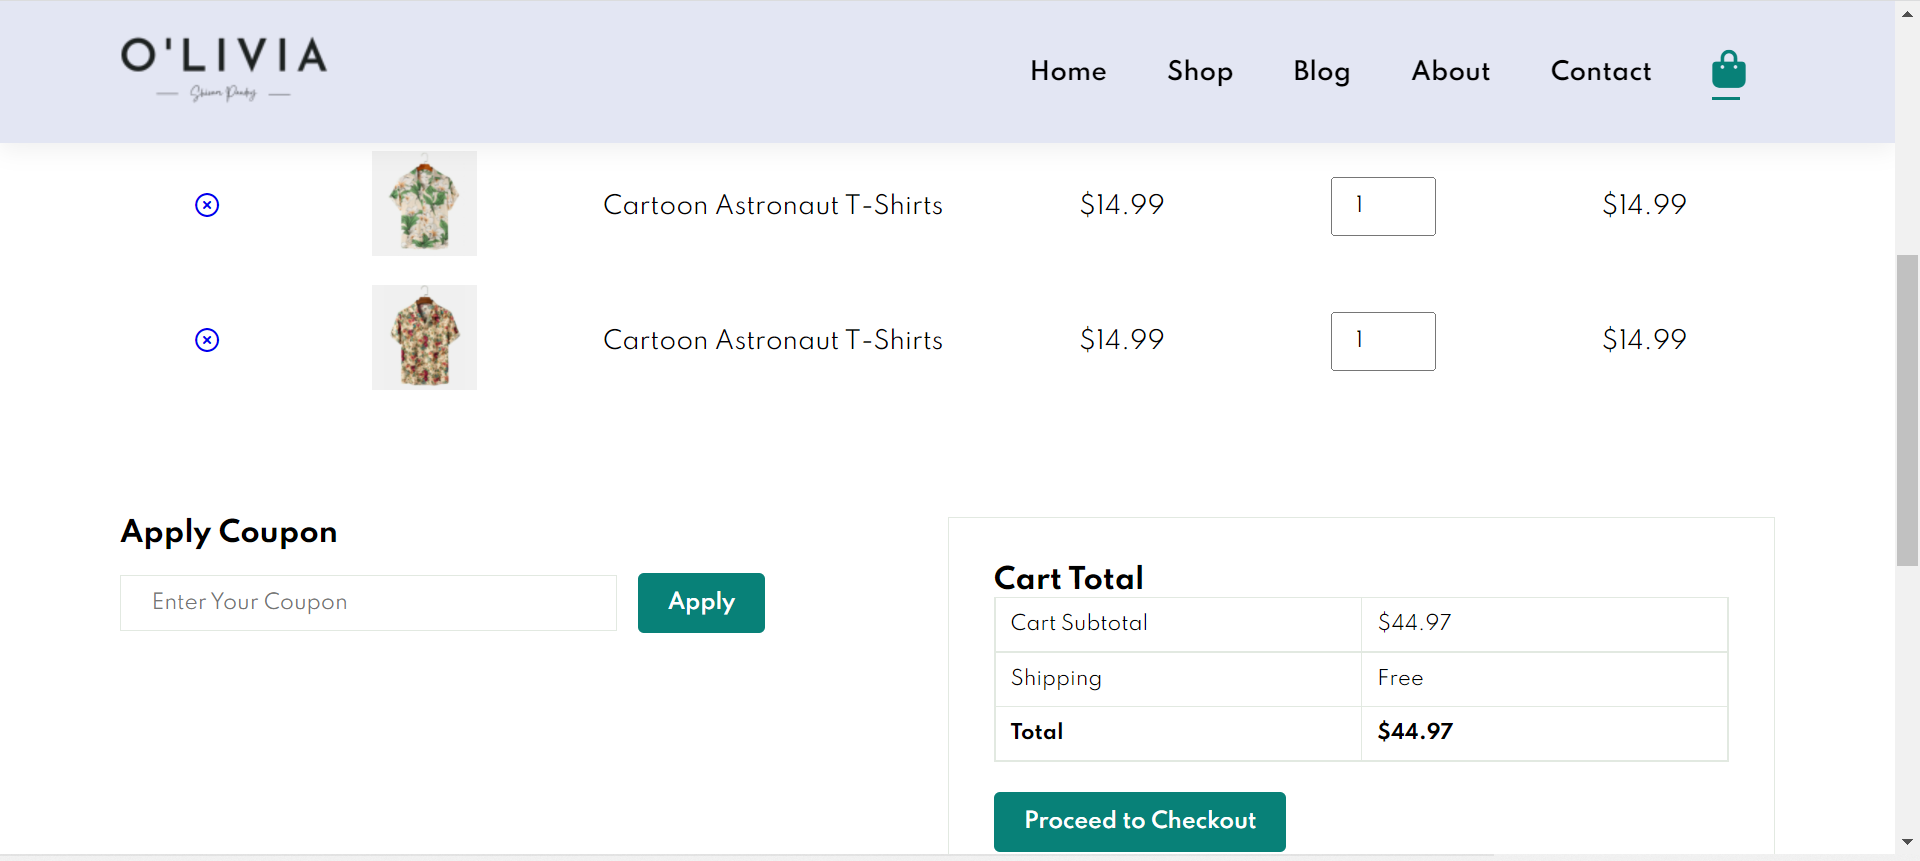 O'LIVIA
Home Shop Blog About Contact
Cartoon Astronaut T-Shirts $14.99 1 $14.99
Cartoon Astronaut T-Shirts $14.99 1 $14.99
Apply Coupon
Enter Your Coupon Apply
Cart Total
Cart Subtotal $44.97
Shipping Free
Total $44.97
Proceed to Checkout